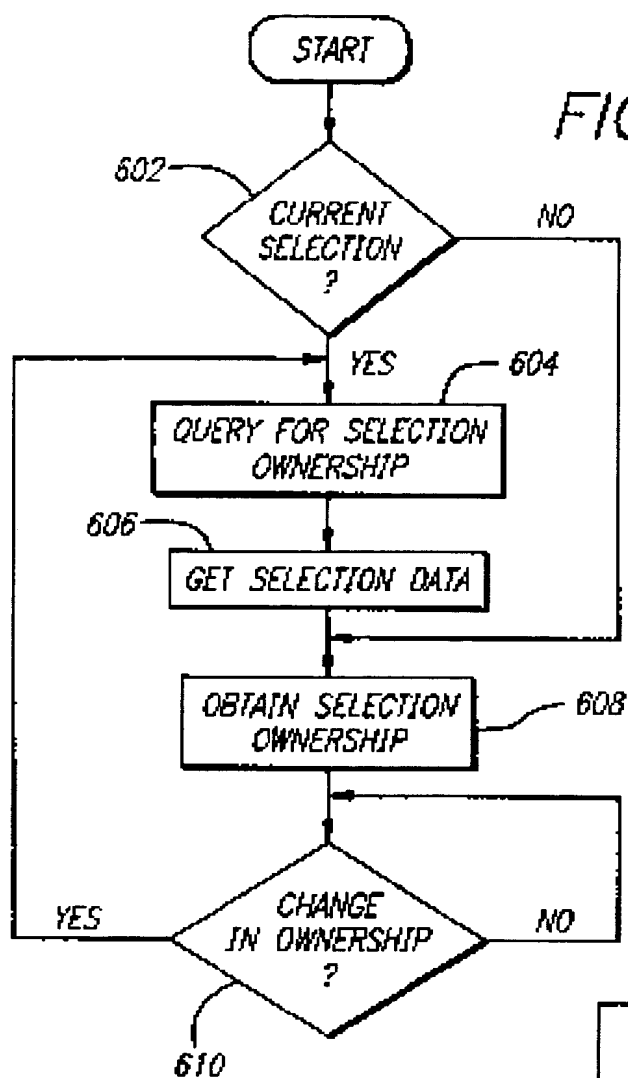 START
FIG
602
CURRENT
SELECTION
?
NO
YES
604
QUERY FOR SELECTION
OWNERSHIP
606
GET SELECTION DATA
OBTAIN SELECTION
OWNERSHIP
608
YES
CHANGE
IN OWNERSHIP
?
NO
610